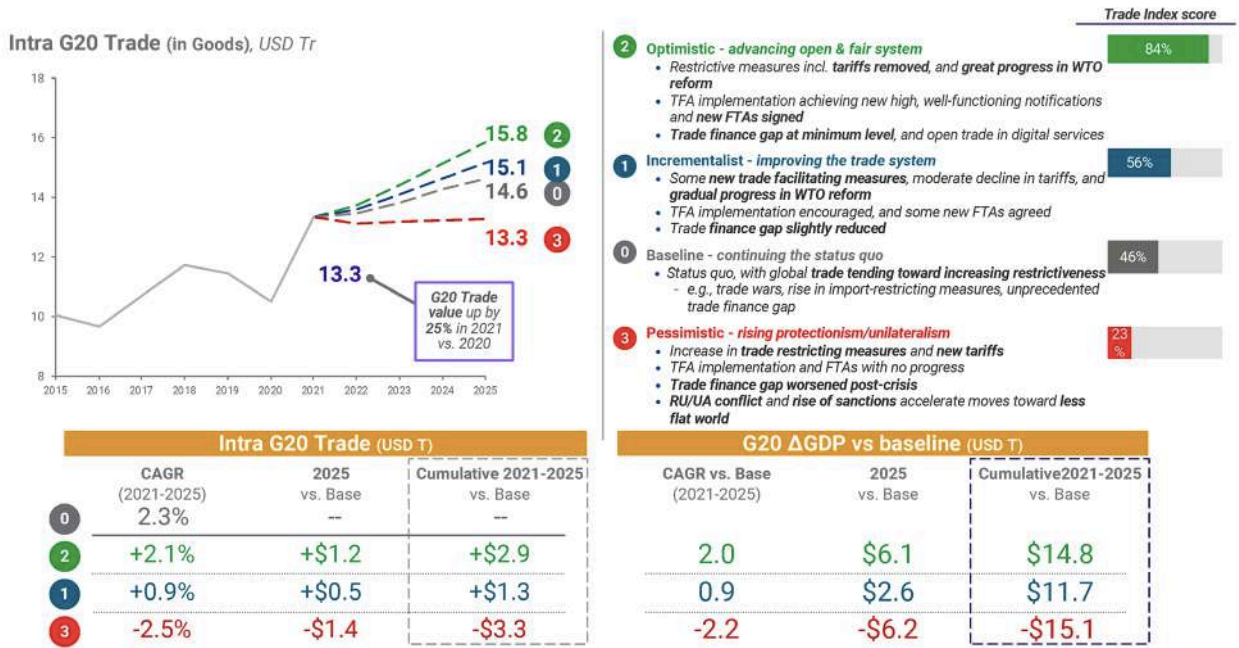 Trade Index score
Intra G20 Trade (in Goods), USD Tr
18
16
14
12
10
8
2015 2016 2017 2018 2019 2020 2021 2022 2023 2024 2025
15.8 2
15.1 1
14.6 0
13.3 3
13.3
G20 Trade
value up by
25% in 2021
vs. 2020
2 Optimistic - advancing open & fair system
84%
• Restrictive measures incl. tariffs removed, and great progress in WTO
reform
• TFA implementation achieving new high, well-functioning notifications
and new FTAs signed
• Trade finance gap at minimum level, and open trade in digital services
1 Incrementalist - improving the trade system
56%
• Some new trade facilitating measures, moderate decline in tariffs, and
gradual progress in WTO reform
• TFA implementation encouraged, and some new FTAs agreed
• Trade finance gap slightly reduced
0 Baseline - continuing the status quo
46%
• Status quo, with global trade tending toward increasing restrictiveness
- e.g., trade wars, rise in import-restricting measures, unprecedented
trade finance gap
3 Pessimistic - rising protectionism/unilateralism
23
%
• Increase in trade restricting measures and new tariffs
• TFA implementation and FTAs with no progress
• Trade finance gap worsened post-crisis
• RU/UA conflict and rise of sanctions accelerate moves toward less
flat world
Intra G20 Trade (USD T)
CAGR 2025 Cumulative 2021-2025
(2021-2025) vs. Base vs. Base
0 2.3% -- --
2 +2.1% +$1.2 +$2.9
1 +0.9% +$0.5 +$1.3
3 -2.5% -$1.4 -$3.3
G20 ΔGDP vs baseline (USD T)
CAGR vs. Base 2025 Cumulative2021-2025
(2021-2025) vs. Base vs. Base
2.0 $6.1 $14.8
0.9 $2.6 $11.7
-2.2 -$6.2 -$15.1